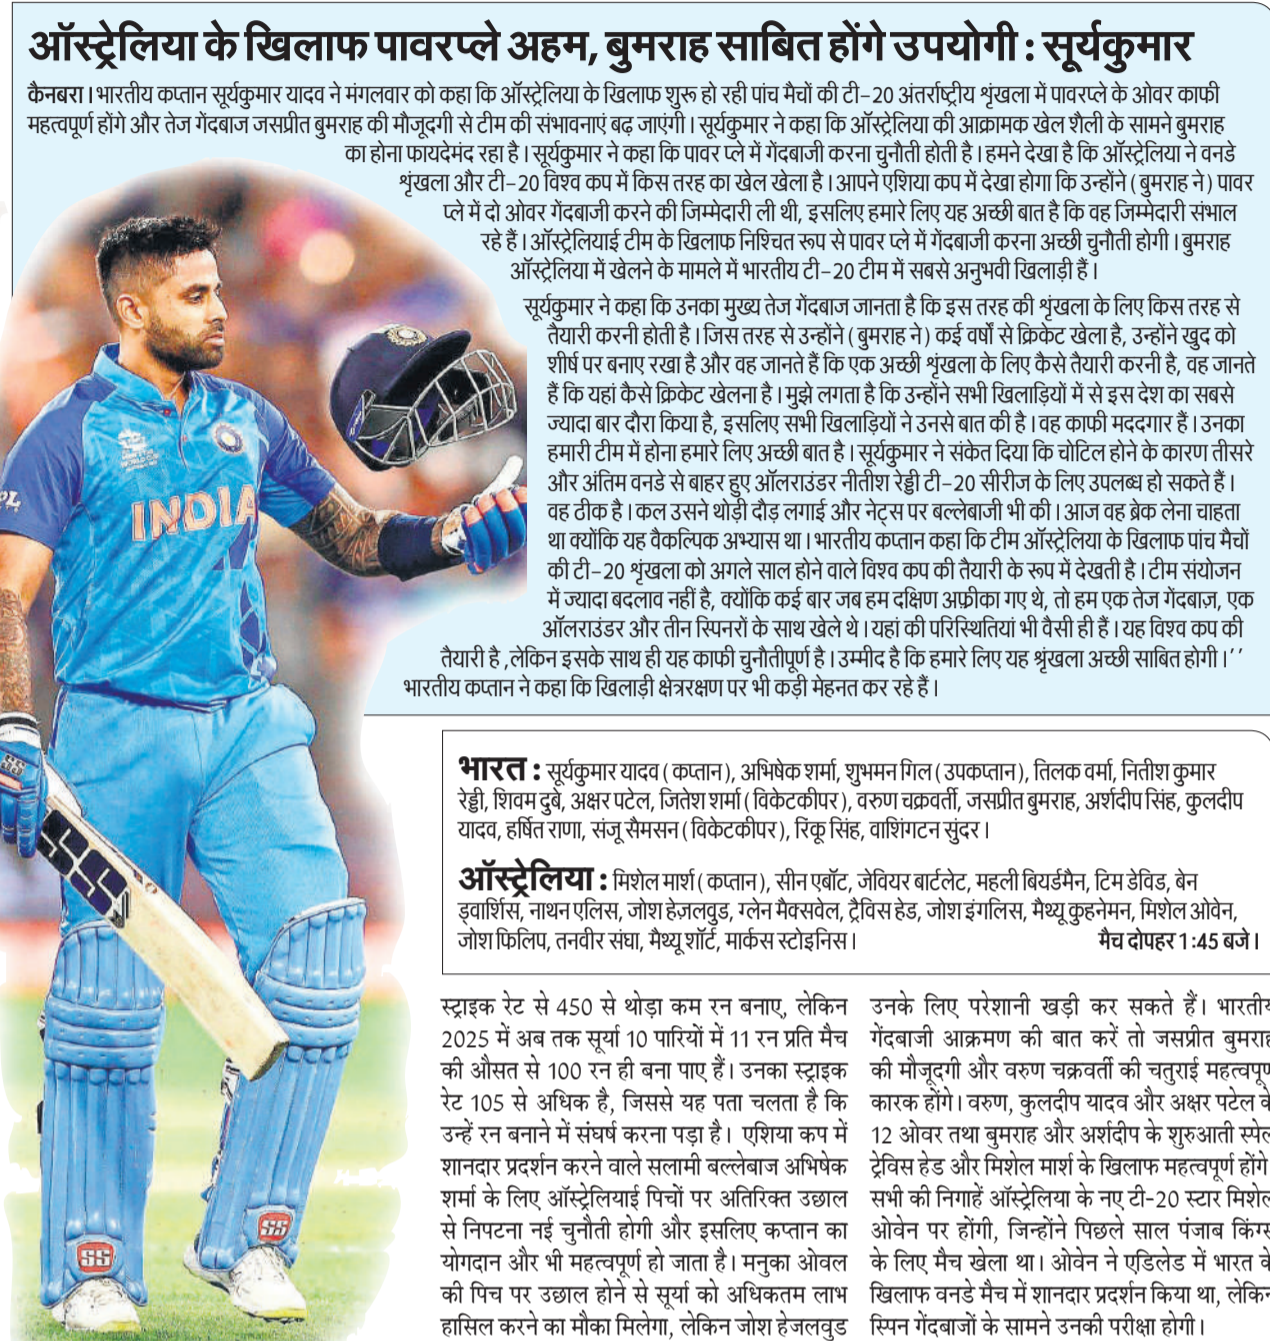 ऑस्ट्रेलिया के खिलाफ पावरप्ले अहम, बुमराह साबित होंगे उपयोगी : सूर्यकुमार
कैनबरा। भारतीय कप्तान सूर्यकुमार यादव ने मंगलवार को कहा कि ऑस्ट्रेलिया के खिलाफ शुरू हो रही पांच मैचों की टी-20 अंतर्राष्ट्रीय शृंखला में पावरप्ले के ओवर काफी
महत्वपूर्ण होंगे और तेज गेंदबाज जसप्रीत बुमराह की मौजूदगी से टीम की संभावनाएं बढ़ जाएंगी। सूर्यकुमार ने कहा कि ऑस्ट्रेलिया की आक्रामक खेल शैली के सामने बुमराह
का होना फायदेमंद रहा है। सूर्यकुमार ने कहा कि पावर प्ले में गेंदबाजी करना चुनौती होती है। हमने देखा है कि ऑस्ट्रेलिया ने वनडे
शृंखला और टी-20 विश्व कप में किस तरह का खेल खेला है। आपने एशिया कप में देखा होगा कि उन्होंने (बुमराह ने) पावर
प्ले में दो ओवर गेंदबाजी करने की जिम्मेदारी ली थी, इसलिए हमारे लिए यह अच्छी बात है कि वह जिम्मेदारी संभाल
रहे हैं। ऑस्ट्रेलियाई टीम के खिलाफ निश्चित रूप से पावर प्ले में गेंदबाजी करना अच्छी चुनौती होगी। बुमराह
ऑस्ट्रेलिया में खेलने के मामले में भारतीय टी-20 टीम में सबसे अनुभवी खिलाड़ी हैं।
सूर्यकुमार ने कहा कि उनका मुख्य तेज गेंदबाज जानता है कि इस तरह की शृंखला के लिए किस तरह से
तैयारी करनी होती है। जिस तरह से उन्होंने (बुमराह ने) कई वर्षों से क्रिकेट खेला है, उन्होंने खुद को
शीर्ष पर बनाए रखा है और वह जानते हैं कि एक अच्छी शृंखला के लिए कैसे तैयारी करनी है, वह जानते
हैं कि यहां कैसे क्रिकेट खेलना है। मुझे लगता है कि उन्होंने सभी खिलाड़ियों में से इस देश का सबसे
ज्यादा बार दौरा किया है, इसलिए सभी खिलाड़ियों ने उनसे बात की है। वह काफी मददगार हैं। उनका
हमारी टीम में होना हमारे लिए अच्छी बात है। सूर्यकुमार ने संकेत दिया कि चोटिल होने के कारण तीसरे
और अंतिम वनडे से बाहर हुए ऑलराउंडर नीतीश रेड्डी टी-20 सीरीज के लिए उपलब्ध हो सकते हैं।
वह ठीक है। कल उसने थोड़ी दौड़ लगाई और नेट्स पर बल्लेबाजी भी की। आज वह ब्रेक लेना चाहता
था क्योंकि यह वैकल्पिक अभ्यास था। भारतीय कप्तान कहा कि टीम ऑस्ट्रेलिया के खिलाफ पांच मैचों
की टी-20 शृंखला को अगले साल होने वाले विश्व कप की तैयारी के रूप में देखती है। टीम संयोजन
में ज्यादा बदलाव नहीं है, क्योंकि कई बार जब हम दक्षिण अफ़्रीका गए थे, तो हम एक तेज गेंदबाज़, एक
ऑलराउंडर और तीन स्पिनरों के साथ खेले थे। यहां की परिस्थितियां भी वैसी ही हैं। यह विश्व कप की
तैयारी है ,लेकिन इसके साथ ही यह काफी चुनौतीपूर्ण है। उम्मीद है कि हमारे लिए यह श्रृंखला अच्छी साबित होगी।''
भारतीय कप्तान ने कहा कि खिलाड़ी क्षेत्ररक्षण पर भी कड़ी मेहनत कर रहे हैं।
INDIA
SS
SS
SS
भारत : सूर्यकुमार यादव (कप्तान), अभिषेक शर्मा, शुभमन गिल (उपकप्तान), तिलक वर्मा, नितीश कुमार
रेड्डी, शिवम दुबे, अक्षर पटेल, जितेश शर्मा (विकेटकीपर), वरुण चक्रवर्ती, जसप्रीत बुमराह, अर्शदीप सिंह, कुलदीप
यादव, हर्षित राणा, संजू सैमसन (विकेटकीपर), रिंकू सिंह, वाशिंगटन सुंदर।
ऑस्ट्रेलिया : मिशेल मार्श (कप्तान), सीन एबॉट, जेवियर बार्टलेट, महली बियर्डमैन, टिम डेविड, बेन
ड्वार्शिस, नाथन एलिस, जोश हेज़लवुड, ग्लेन मैक्सवेल, ट्रैविस हेड, जोश इंगलिस, मैथ्यू कुहनेमन, मिशेल ओवेन,
जोश फिलिप, तनवीर संघा, मैथ्यू शॉर्ट, मार्कस स्टोइनिस। मैच दोपहर 1:45 बजे।
स्ट्राइक रेट से 450 से थोड़ा कम रन बनाए, लेकिन
2025 में अब तक सूर्या 10 पारियों में 11 रन प्रति मैच
की औसत से 100 रन ही बना पाए हैं। उनका स्ट्राइक
रेट 105 से अधिक है, जिससे यह पता चलता है कि
उन्हें रन बनाने में संघर्ष करना पड़ा है। एशिया कप में
शानदार प्रदर्शन करने वाले सलामी बल्लेबाज अभिषेक
शर्मा के लिए ऑस्ट्रेलियाई पिचों पर अतिरिक्त उछाल
से निपटना नई चुनौती होगी और इसलिए कप्तान का
योगदान और भी महत्वपूर्ण हो जाता है। मनुका ओवल
की पिच पर उछाल होने से सूर्या को अधिकतम लाभ
हासिल करने का मौका मिलेगा, लेकिन जोश हेजलवुड
उनके लिए परेशानी खड़ी कर सकते हैं। भारतीय
गेंदबाजी आक्रमण की बात करें तो जसप्रीत बुमराह
की मौजूदगी और वरुण चक्रवर्ती की चतुराई महत्वपूर्ण
कारक होंगे। वरुण, कुलदीप यादव और अक्षर पटेल के
12 ओवर तथा बुमराह और अर्शदीप के शुरुआती स्पेल
ट्रेविस हेड और मिशेल मार्श के खिलाफ महत्वपूर्ण होंगे
सभी की निगाहें ऑस्ट्रेलिया के नए टी-20 स्टार मिशेल
ओवेन पर होंगी, जिन्होंने पिछले साल पंजाब किंग्स
के लिए मैच खेला था। ओवेन ने एडिलेड में भारत के
खिलाफ वनडे मैच में शानदार प्रदर्शन किया था, लेकिन
स्पिन गेंदबाजों के सामने उनकी परीक्षा होगी।